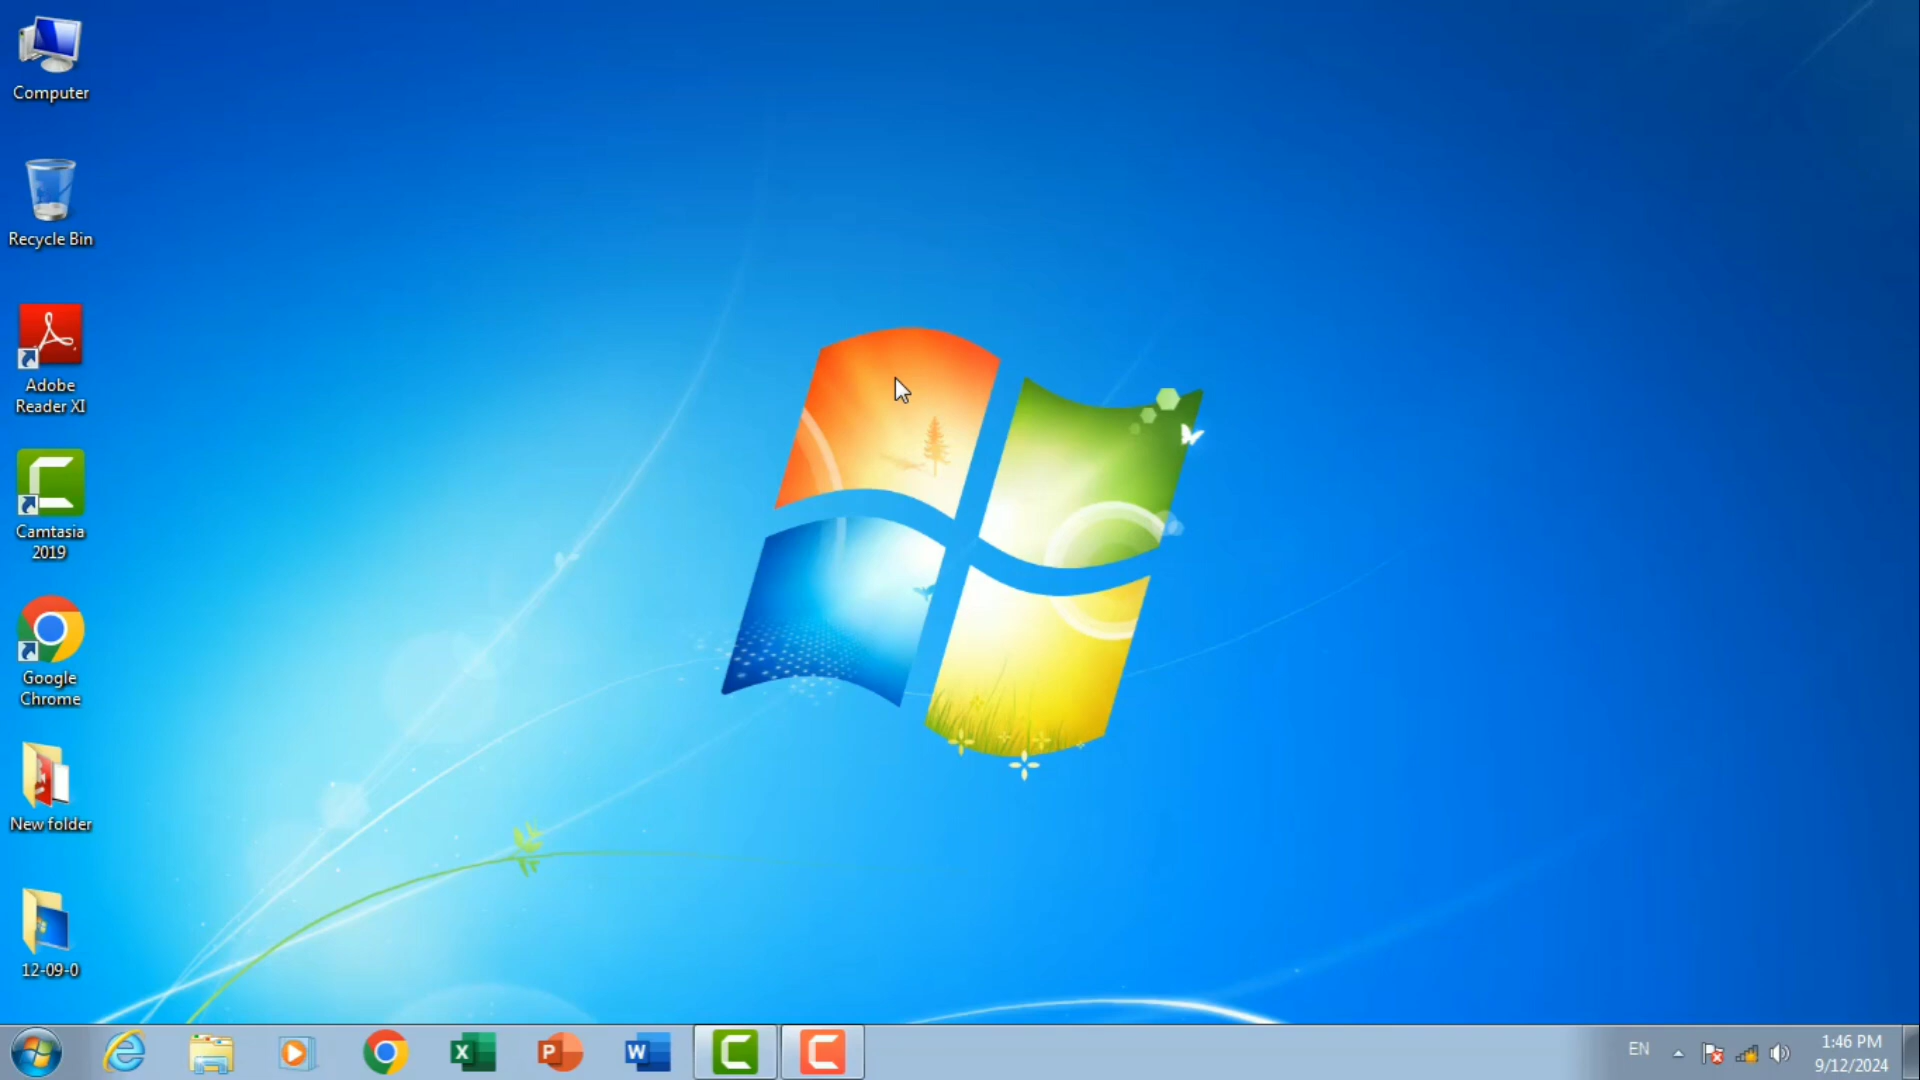 Computer
Recycle Bin
Adobe
Reader XI
Camtasia
2019
Google
Chrome
New folder
12-09-0
X
P
W
EN
1:46 PM
9/12/2024